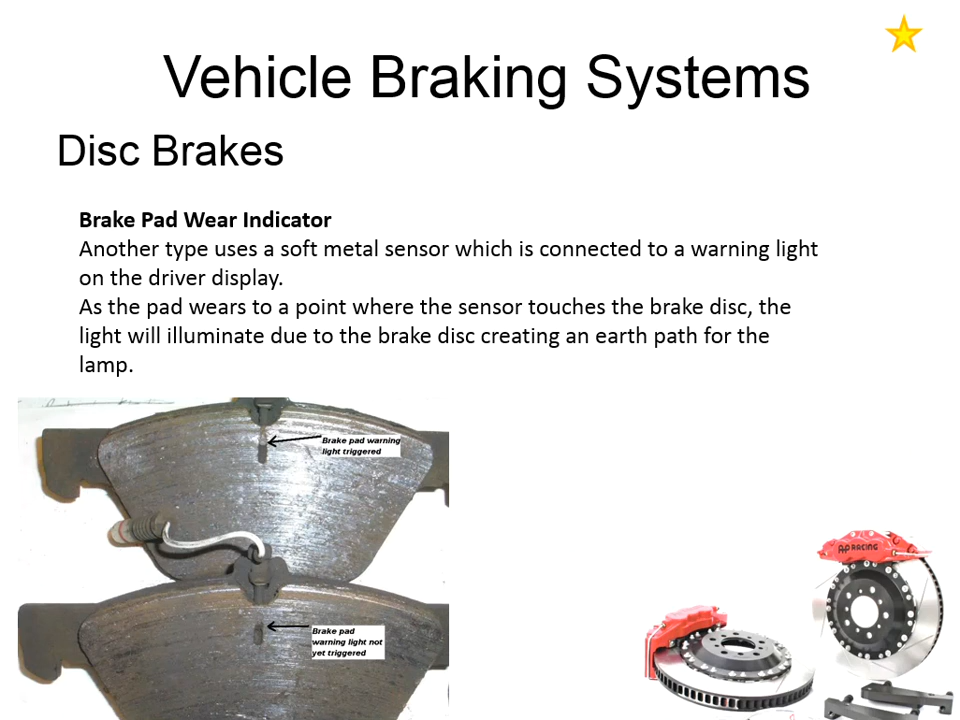 Vehicle Braking Systems
Disc Brakes
Brake Pad Wear Indicator
Another type uses a soft metal sensor which is connected to a warning light
on the driver display.
As the pad wears to a point where the sensor touches the brake disc, the
light will illuminate due to the brake disc creating an earth path for the
lamp.
Brake pad warning
light triggered
Brake pad
warning light not
yet triggered
AP RACING